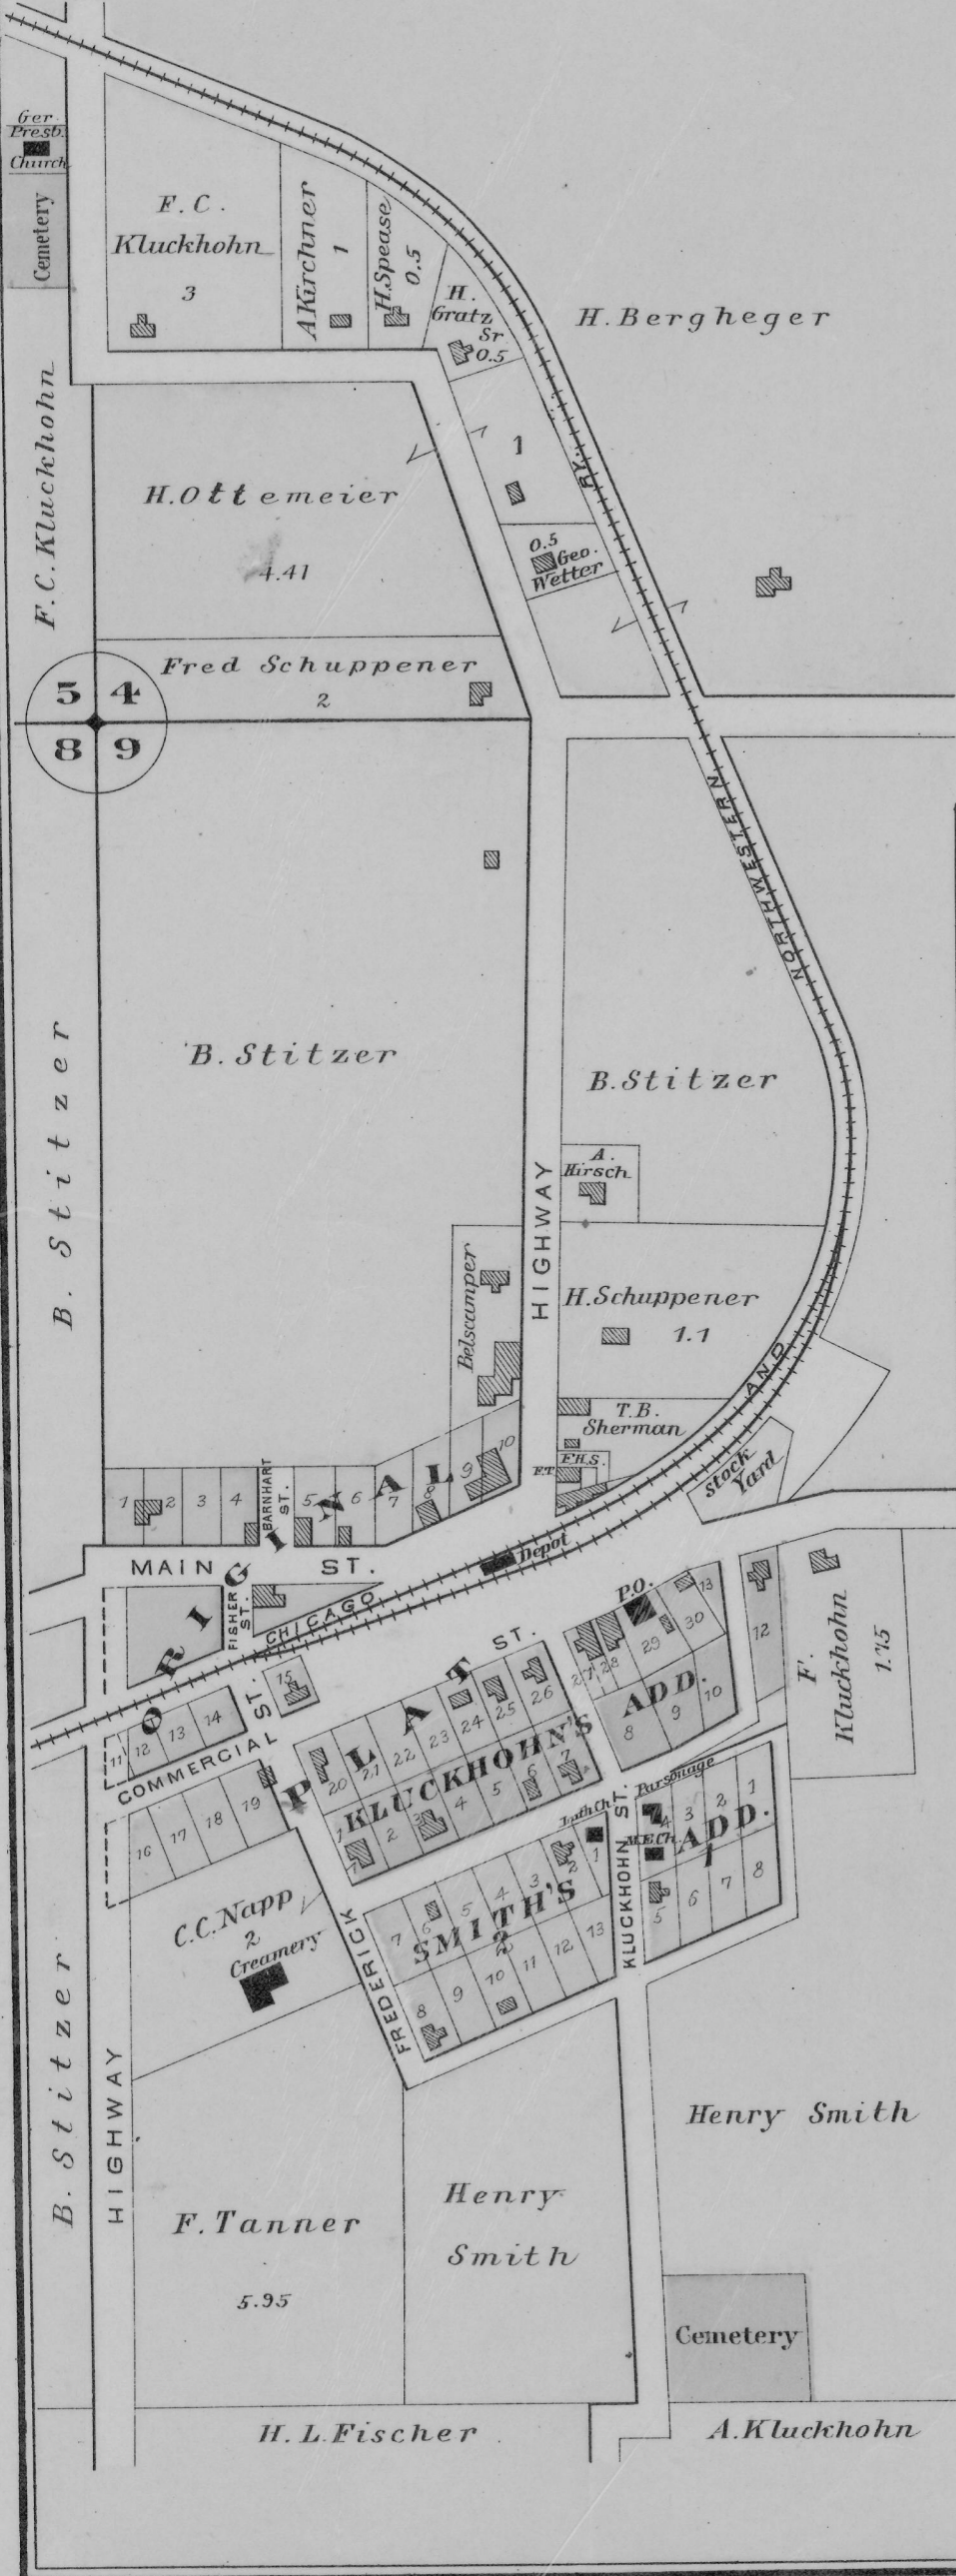 Ger.
Presb.
Church
Cemetery
F. C.
Kluckhohn
3
A Kirchner
1
H. Spease
0.5
H.
Gratz
Sr
0.5
H. Bergheger
F. C. Kluckhohn
H. Ottemeier
4.41
1
RY.
0.5
Geo.
Wetter
Fred Schuppener
2
5 4
8 9
NORTHWESTERN
B. Stitzer
B. Stitzer
B. Stitzer
A.
Hirsch
HIGHWAY
Belscamper
H. Schuppener
1.1
AND
T. B.
Sherman
F.H.S.
F.T.
Stock
Yard
1 2 3 4
BARNHART
ST.
5 6 7 8 9 10
ORIGINAL
MAIN ST.
Depot
FISHER
ST.
CHICAGO
P.O.
ST.
15
11 12 13 14
COMMERCIAL ST.
16 17 18 19
PLAT
20 21 22 23 24 25 26
27 28 29 30
13
12
F.
Kluckhohn
1.75
KLUCKHOHN'S
ADD.
1 2 3 4 5 6 7
8 9 10
Luth Ch
Parsonage
M.E.Ch.
KLUCKHOHN ST.
4 3 2 1
ADD.
1
5 6 7 8
C. C. Napp
2
Creamery
FREDERICK
SMITH'S
2
7 6 5 4 3 2 1
8 9 10 11 12 13
B. Stitzer
HIGHWAY
F. Tanner
5.95
Henry
Smith
Henry Smith
Cemetery
H. L. Fischer
A. Kluckhohn